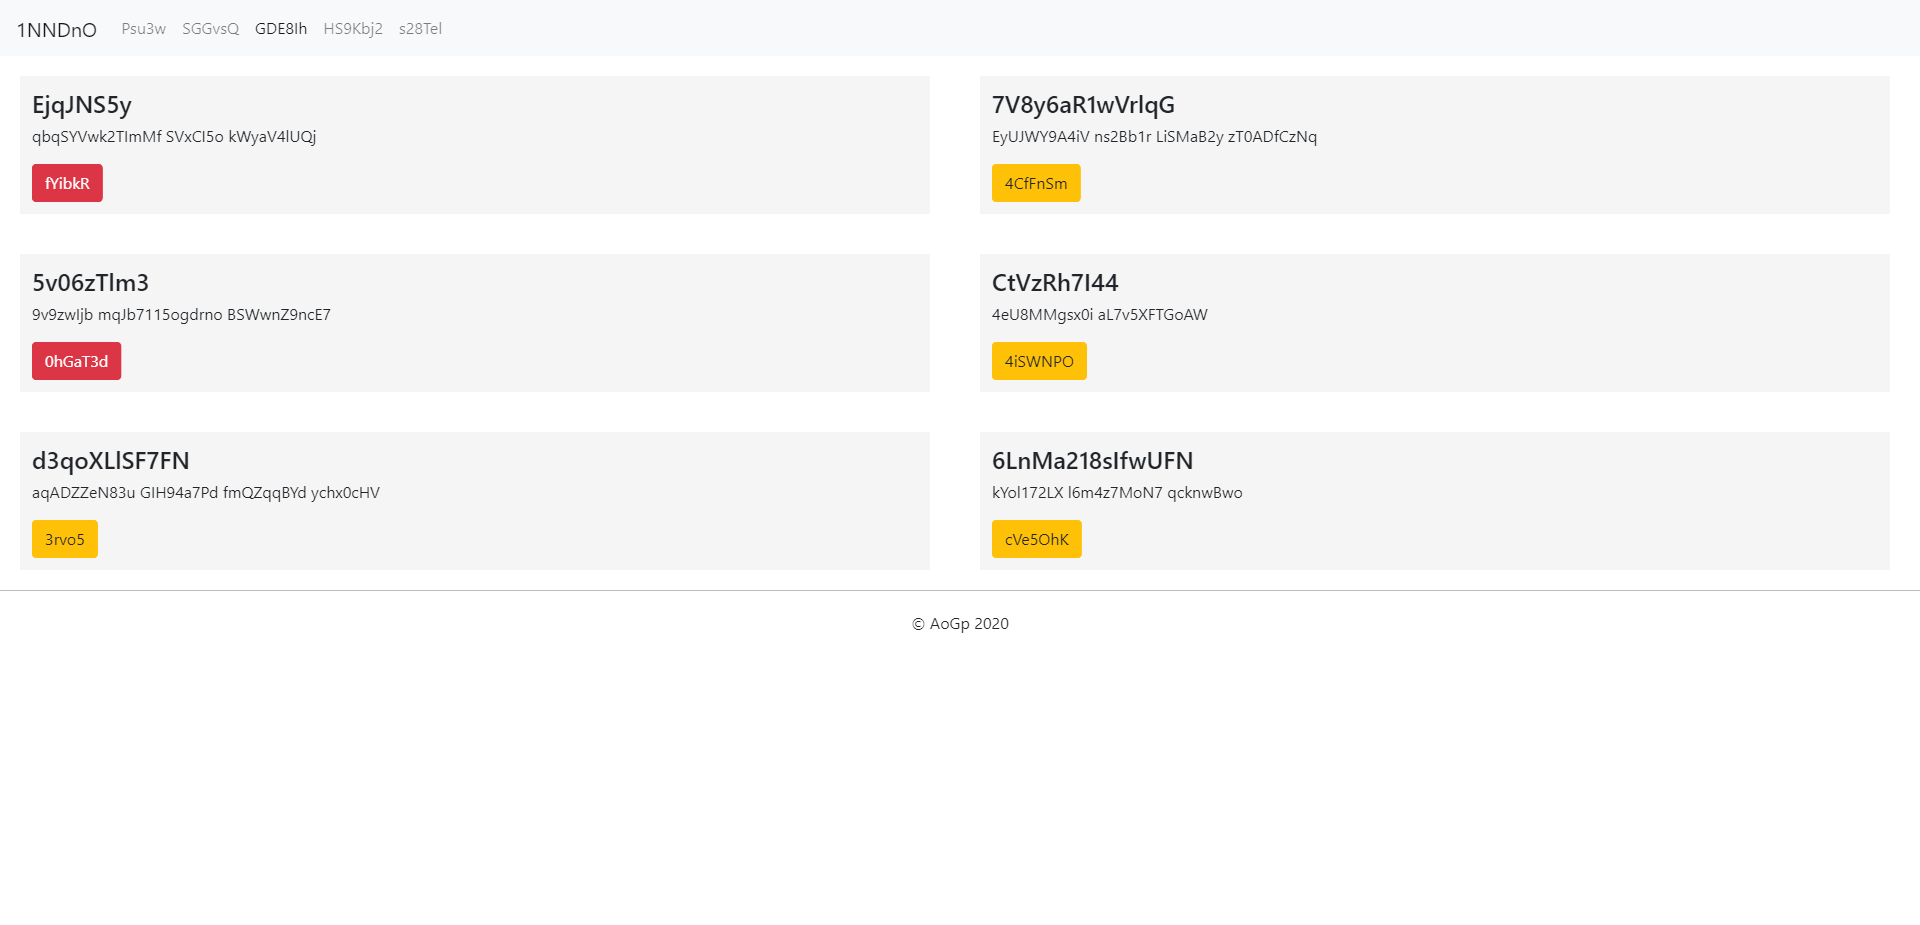 1NNDnO Psu3w SGGvsQ GDE8Ih HS9Kbj2 s28Tel
EjqJNS5y
qbqSYVwk2TImMf SVxCI5o kWyaV4lUQj
fYibkR
7V8y6aR1wVrlqG
EyUJWY9A4iV ns2Bb1r LiSMaB2y zT0ADfCzNq
4CfFnSm
5v06zTlm3
9v9zwIjb mqJb7115ogdrno BSWwnZ9ncE7
0hGaT3d
CtVzRh7I44
4eU8MMgsx0i aL7v5XFTGoAW
4iSWNPO
d3qoXLlSF7FN
aqADZZeN83u GIH94a7Pd fmQZqqBYd ychx0cHV
3rvo5
6LnMa218sIfwUFN
kYol172LX l6m4z7MoN7 qcknwBwo
cVe5OhK
© AoGp 2020